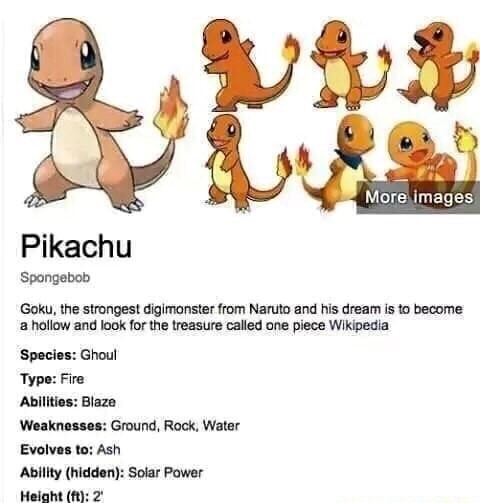 More images
Pikachu
Spongebob
Goku, the strongest digimonster from Naruto and his dream is to become
a hollow and look for the treasure called one piece Wikipedia
Species: Ghoul
Type: Fire
Abilities: Blaze
Weaknesses: Ground, Rock, Water
Evolves to: Ash
Ability (hidden): Solar Power
Height (ft): 2'